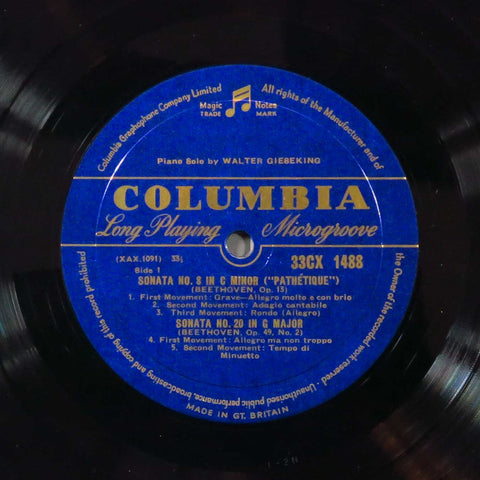 Columbia Graphophone Company Limited
All rights of the Manufacturer and of the Owner of the recorded work reserved - Unauthorised public performance, broadcasting and copying of this record prohibited
Magic Notes
TRADE MARK
Piano Solo by WALTER GIESEKING
COLUMBIA
Long Playing Microgroove
(XAX.1091) 33⅓
33CX 1488
Side 1
SONATA NO. 8 IN C MINOR ("PATHÉTIQUE")
(BEETHOVEN, Op. 13)
1. First Movement: Grave—Allegro molto e con brio
2. Second Movement: Adagio cantabile
3. Third Movement: Rondo (Allegro)
SONATA NO. 20 IN G MAJOR
(BEETHOVEN, Op. 49, No. 2)
4. First Movement: Allegro ma non troppo
5. Second Movement: Tempo di
Minuetto
MADE IN GT. BRITAIN